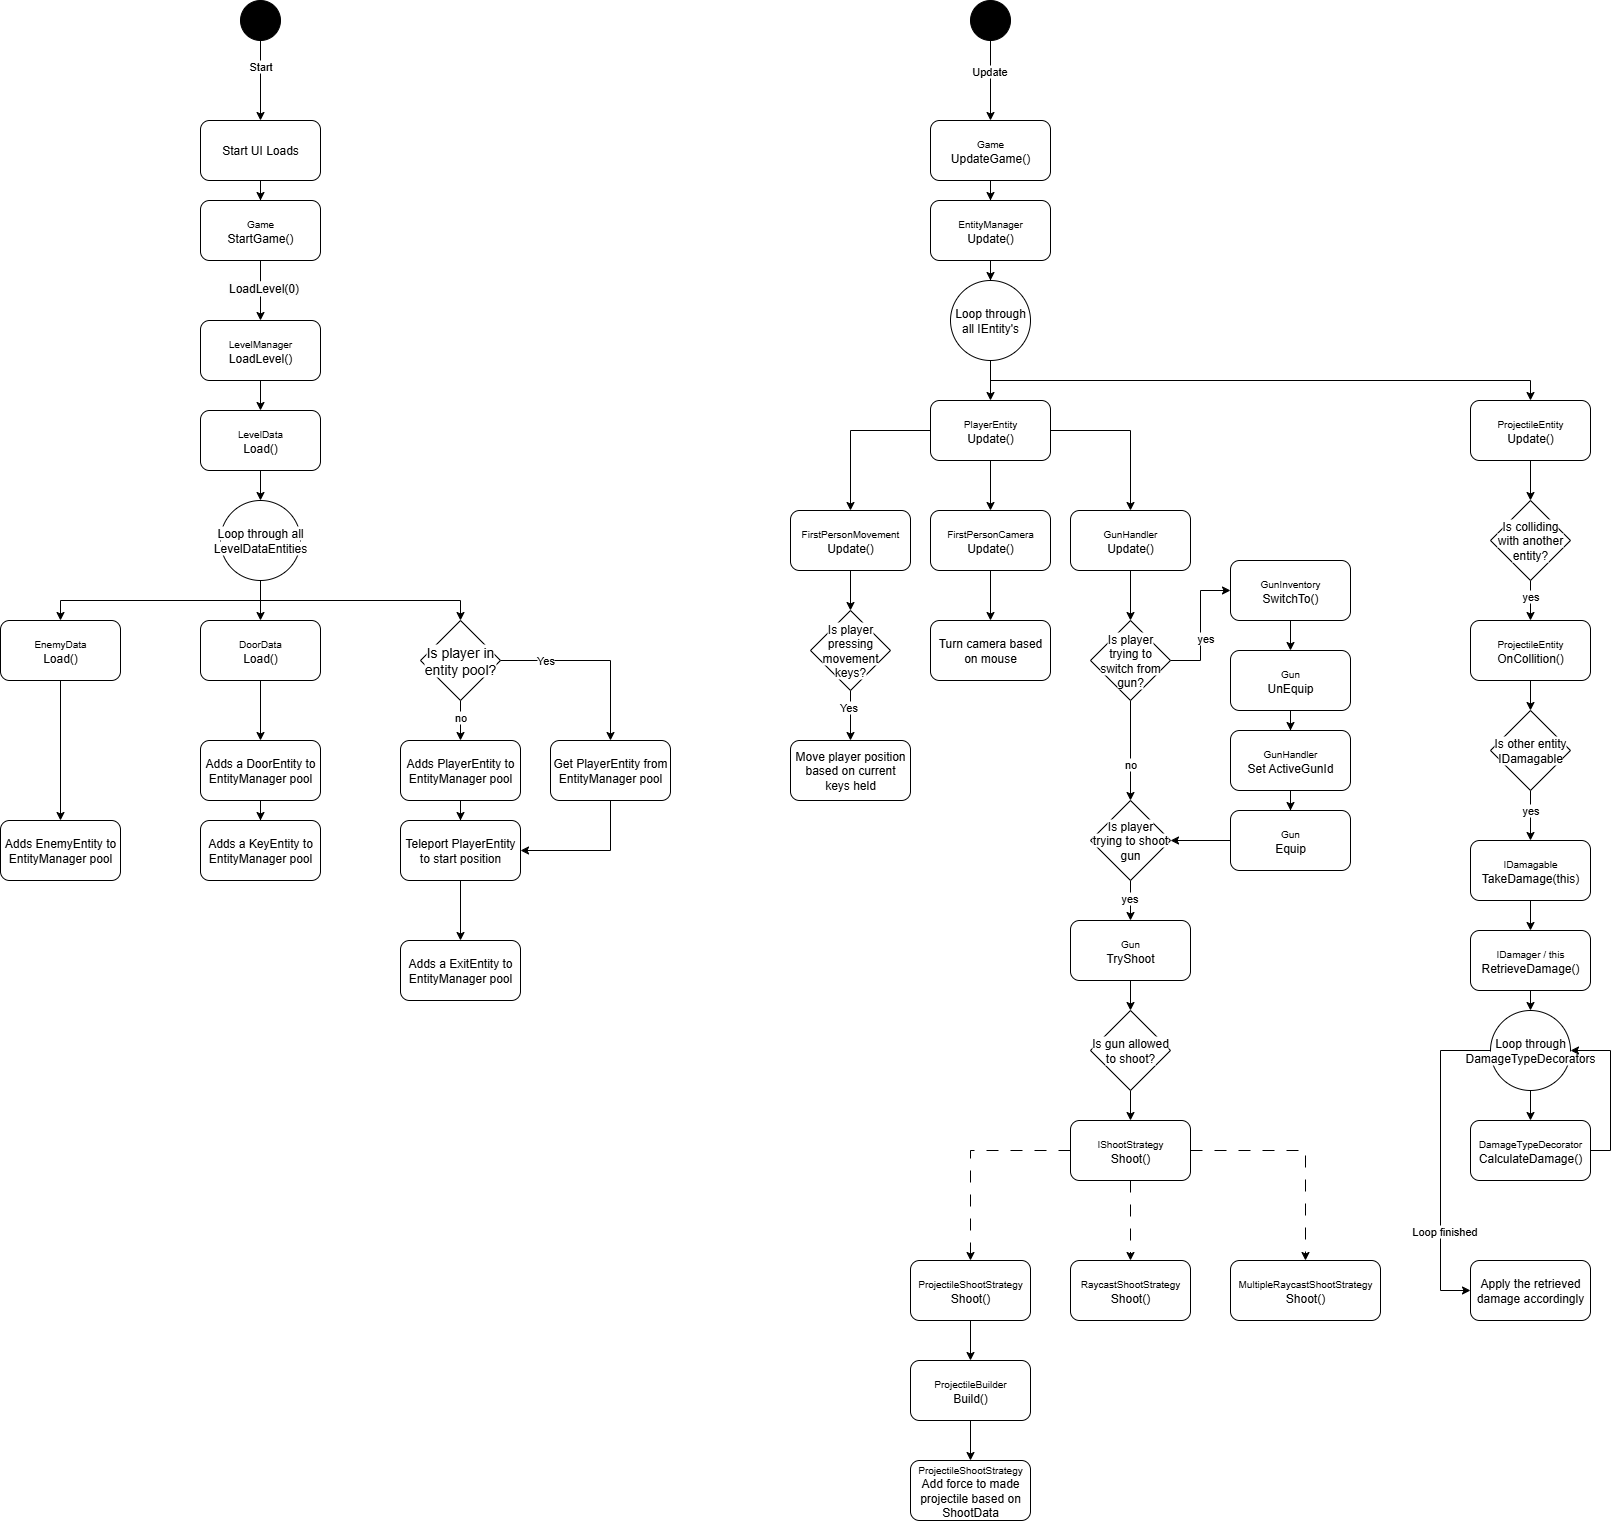 Start
Start UI Loads
Game
StartGame()
LoadLevel(0)
LevelManager
LoadLevel()
LevelData
Load()
Loop through all
LevelDataEntities
EnemyData
Load()
Adds EnemyEntity to
EntityManager pool
DoorData
Load()
Adds a DoorEntity to
EntityManager pool
Adds a KeyEntity to
EntityManager pool
Is player in
entity pool?
Yes
no
Adds PlayerEntity to
EntityManager pool
Get PlayerEntity from
EntityManager pool
Teleport PlayerEntity
to start position
Adds a ExitEntity to
EntityManager pool
Update
Game
UpdateGame()
EntityManager
Update()
Loop through
all IEntity's
PlayerEntity
Update()
FirstPersonMovement
Update()
Is player
pressing
movement
keys?
Yes
Move player position
based on current
keys held
FirstPersonCamera
Update()
Turn camera based
on mouse
GunHandler
Update()
Is player
trying to
switch from
gun?
yes
no
GunInventory
SwitchTo()
Gun
UnEquip
GunHandler
Set ActiveGunId
Gun
Equip
Is player
trying to shoot
gun
yes
Gun
TryShoot
Is gun allowed
to shoot?
IShootStrategy
Shoot()
ProjectileShootStrategy
Shoot()
RaycastShootStrategy
Shoot()
MultipleRaycastShootStrategy
Shoot()
ProjectileBuilder
Build()
ProjectileShootStrategy
Add force to made
projectile based on
ShootData
ProjectileEntity
Update()
Is colliding
with another
entity?
yes
ProjectileEntity
OnCollition()
Is other entity
IDamagable
yes
IDamagable
TakeDamage(this)
IDamager / this
RetrieveDamage()
Loop through
DamageTypeDecorators
DamageTypeDecorator
CalculateDamage()
Loop finished
Apply the retrieved
damage accordingly